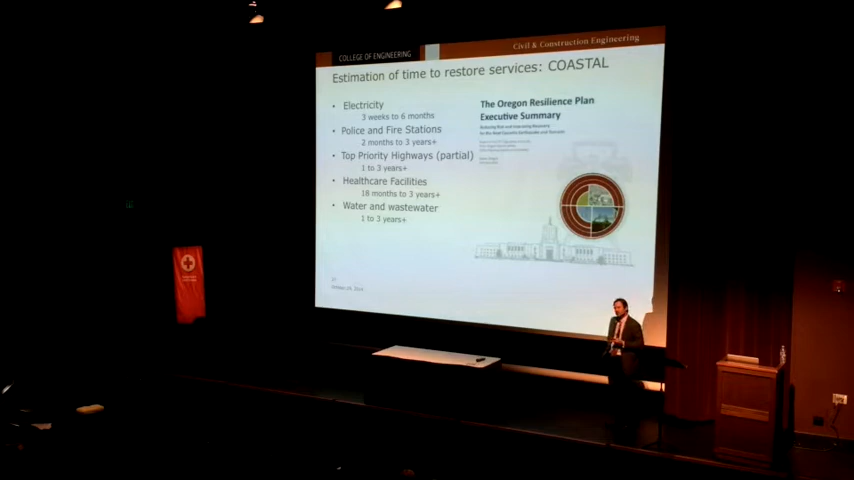 COLLEGE OF ENGINEERING
Civil & Construction Engineering
Estimation of time to restore services: COASTAL
• Electricity
3 weeks to 6 months
• Police and Fire Stations
2 months to 3 years+
• Top Priority Highways (partial)
1 to 3 years+
• Healthcare Facilities
18 months to 3 years+
• Water and wastewater
1 to 3 years+
The Oregon Resilience Plan
Executive Summary